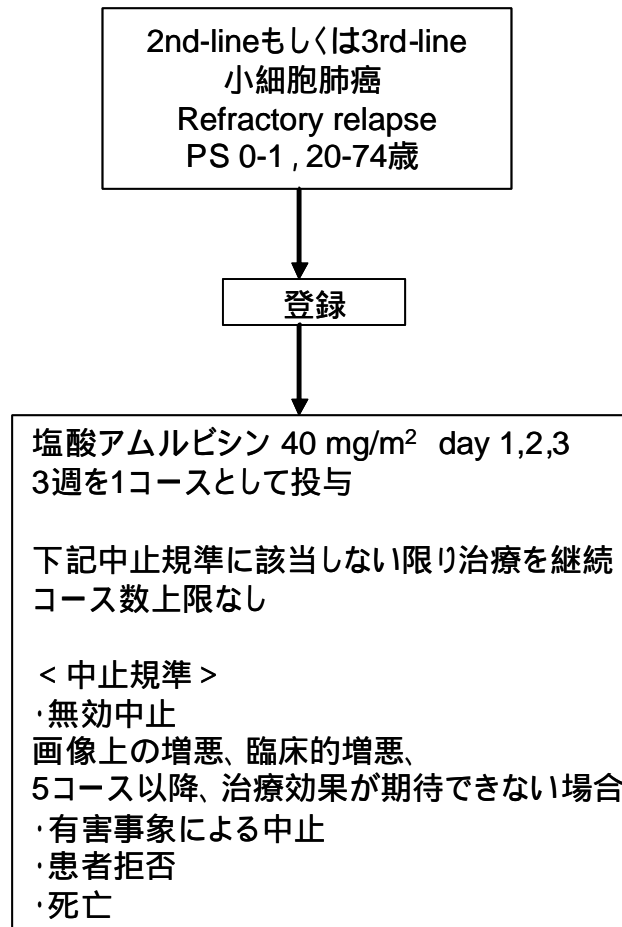 2nd-lineもしくは3rd-line
小細胞肺癌
Refractory relapse
PS 0-1 , 20-74歳
登録
塩酸アムルビシン 40 mg/m² day 1,2,3
3週を1コースとして投与
下記中止規準に該当しない限り治療を継続
コース数上限なし
＜中止規準＞
・無効中止
画像上の増悪、臨床的増悪、
5コース以降、治療効果が期待できない場合
・有害事象による中止
・患者拒否
・死亡